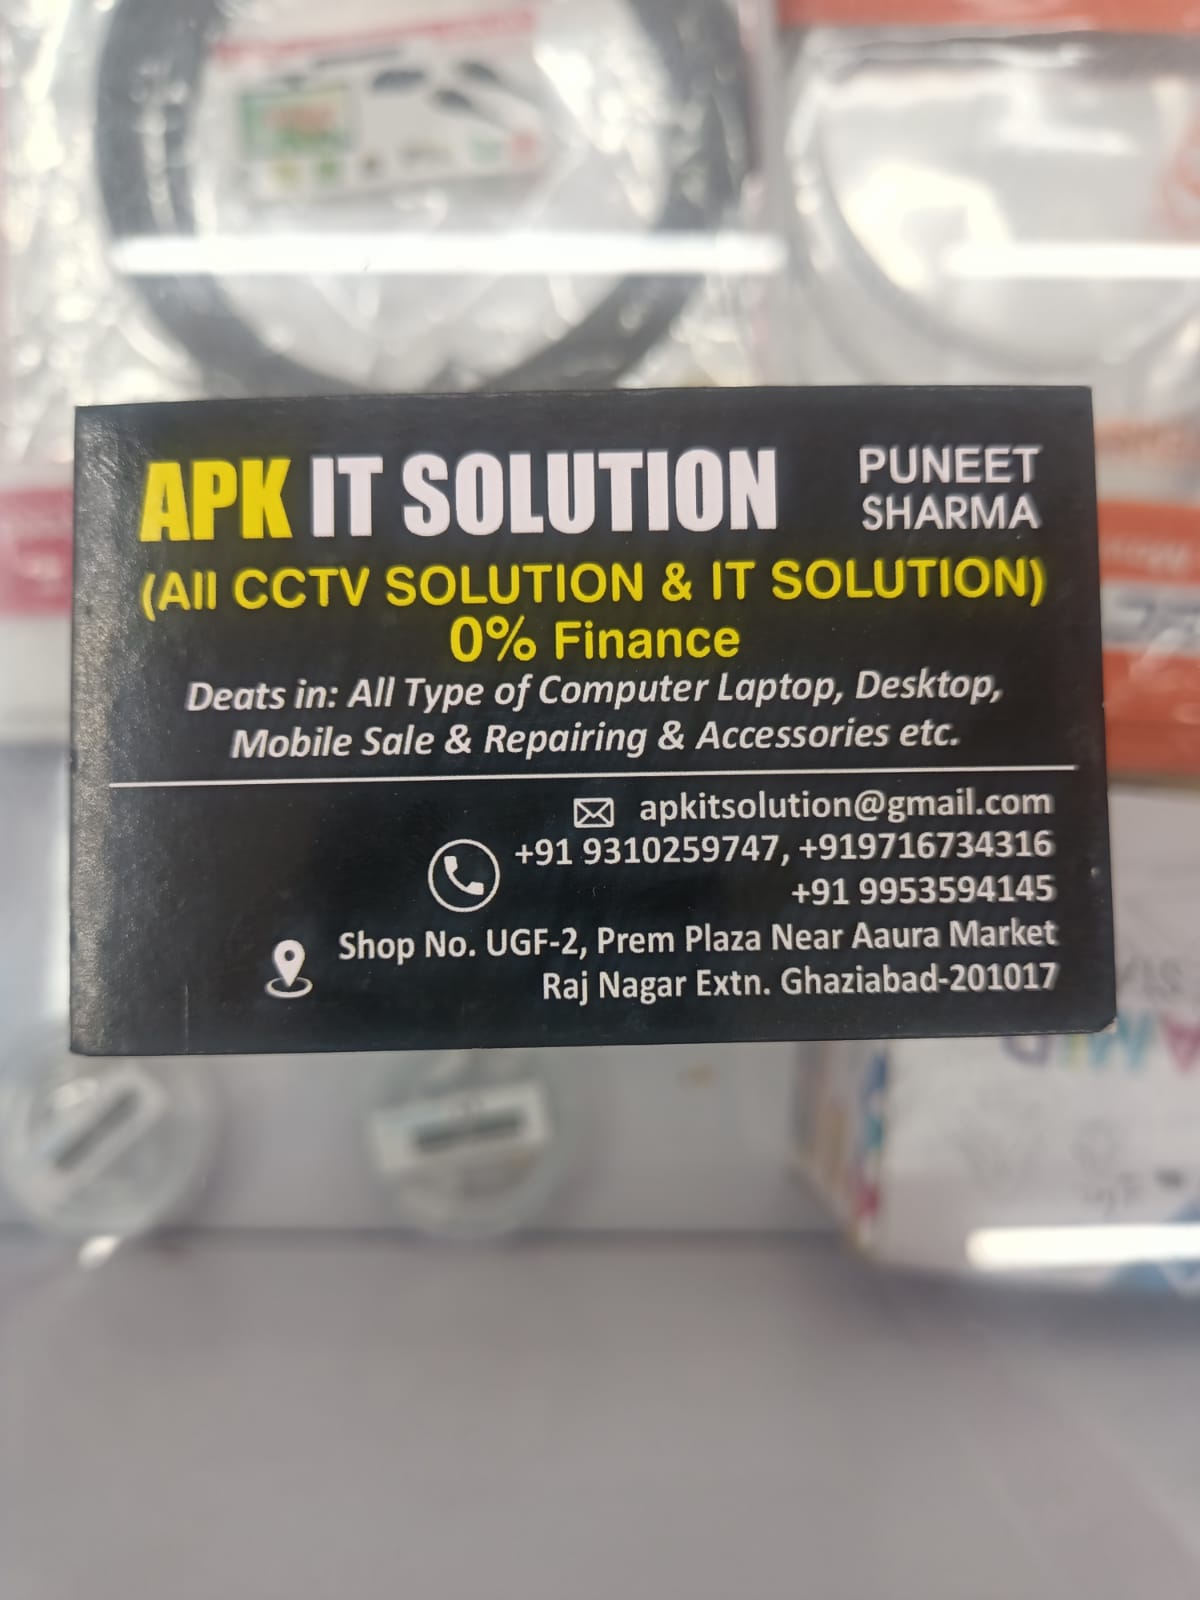 APK IT SOLUTION
PUNEET
SHARMA
(All CCTV SOLUTION & IT SOLUTION)
0% Finance
Deats in: All Type of Computer Laptop, Desktop,
Mobile Sale & Repairing & Accessories etc.
apkitsolution@gmail.com
+91 9310259747, +919716734316
+91 9953594145
Shop No. UGF-2, Prem Plaza Near Aaura Market
Raj Nagar Extn. Ghaziabad-201017